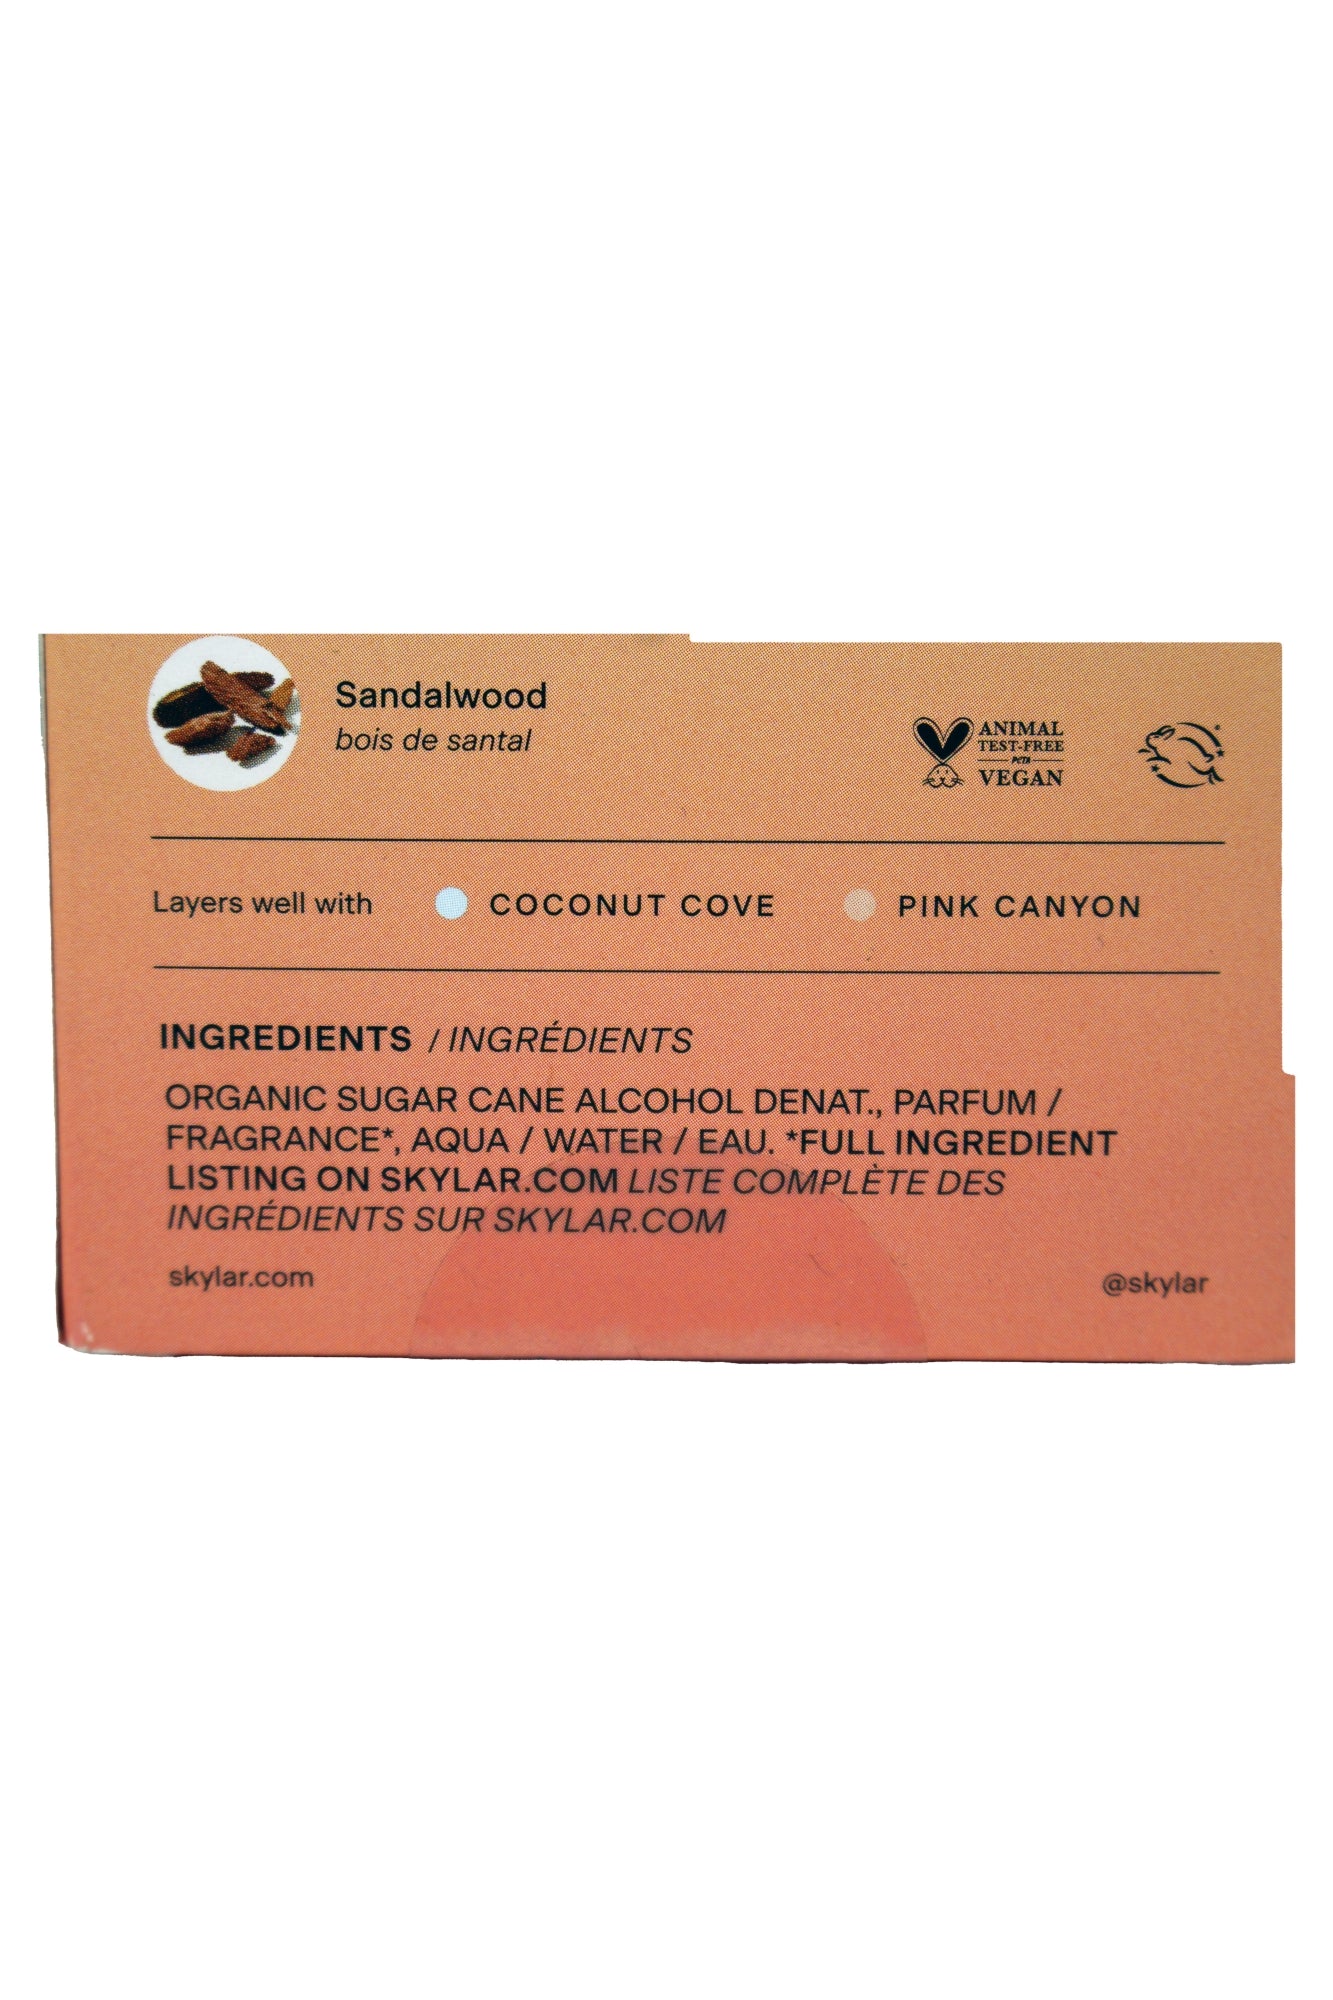 Sandalwood
bois de santal
ANIMAL
TEST-FREE
PETA
VEGAN
Layers well with COCONUT COVE PINK CANYON
INGREDIENTS / INGRÉDIENTS
ORGANIC SUGAR CANE ALCOHOL DENAT., PARFUM /
FRAGRANCE*, AQUA / WATER / EAU. *FULL INGREDIENT
LISTING ON SKYLAR.COM LISTE COMPLÈTE DES
INGRÉDIENTS SUR SKYLAR.COM
skylar.com @skylar